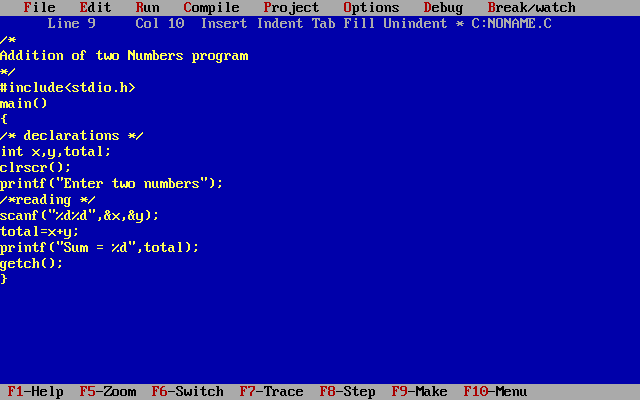 File Edit Run Compile Project Options Debug Break/watch
Line 9 Col 10 Insert Indent Tab Fill Unindent * C:NONAME.C
/*
Addition of two Numbers program
*/
#include<stdio.h>
main()
{
/* declarations */
int x,y,total;
clrscr();
printf("Enter two numbers");
/*reading */
scanf("%d%d",&x,&y);
total=x+y;
printf("Sum = %d",total);
getch();
}
F1-Help F5-Zoom F6-Switch F7-Trace F8-Step F9-Make F10-Menu